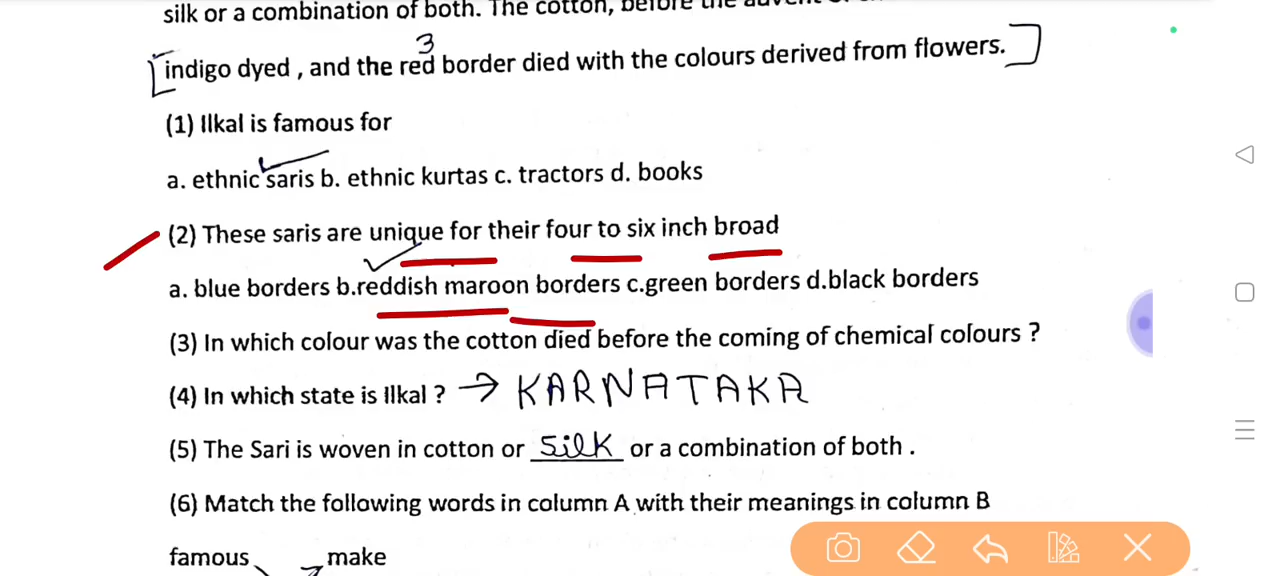 silk or a combination of both. The cotton, before the advent of
3
indigo dyed , and the red border died with the colours derived from flowers.
(1) Ilkal is famous for
a. ethnic saris b. ethnic kurtas c. tractors d. books
(2) These saris are unique for their four to six inch broad
a. blue borders b.reddish maroon borders c.green borders d.black borders
(3) In which colour was the cotton died before the coming of chemical colours ?
(4) In which state is Ilkal ? → KARNATAKA
(5) The Sari is woven in cotton or silk or a combination of both .
(6) Match the following words in column A with their meanings in column B
famous make